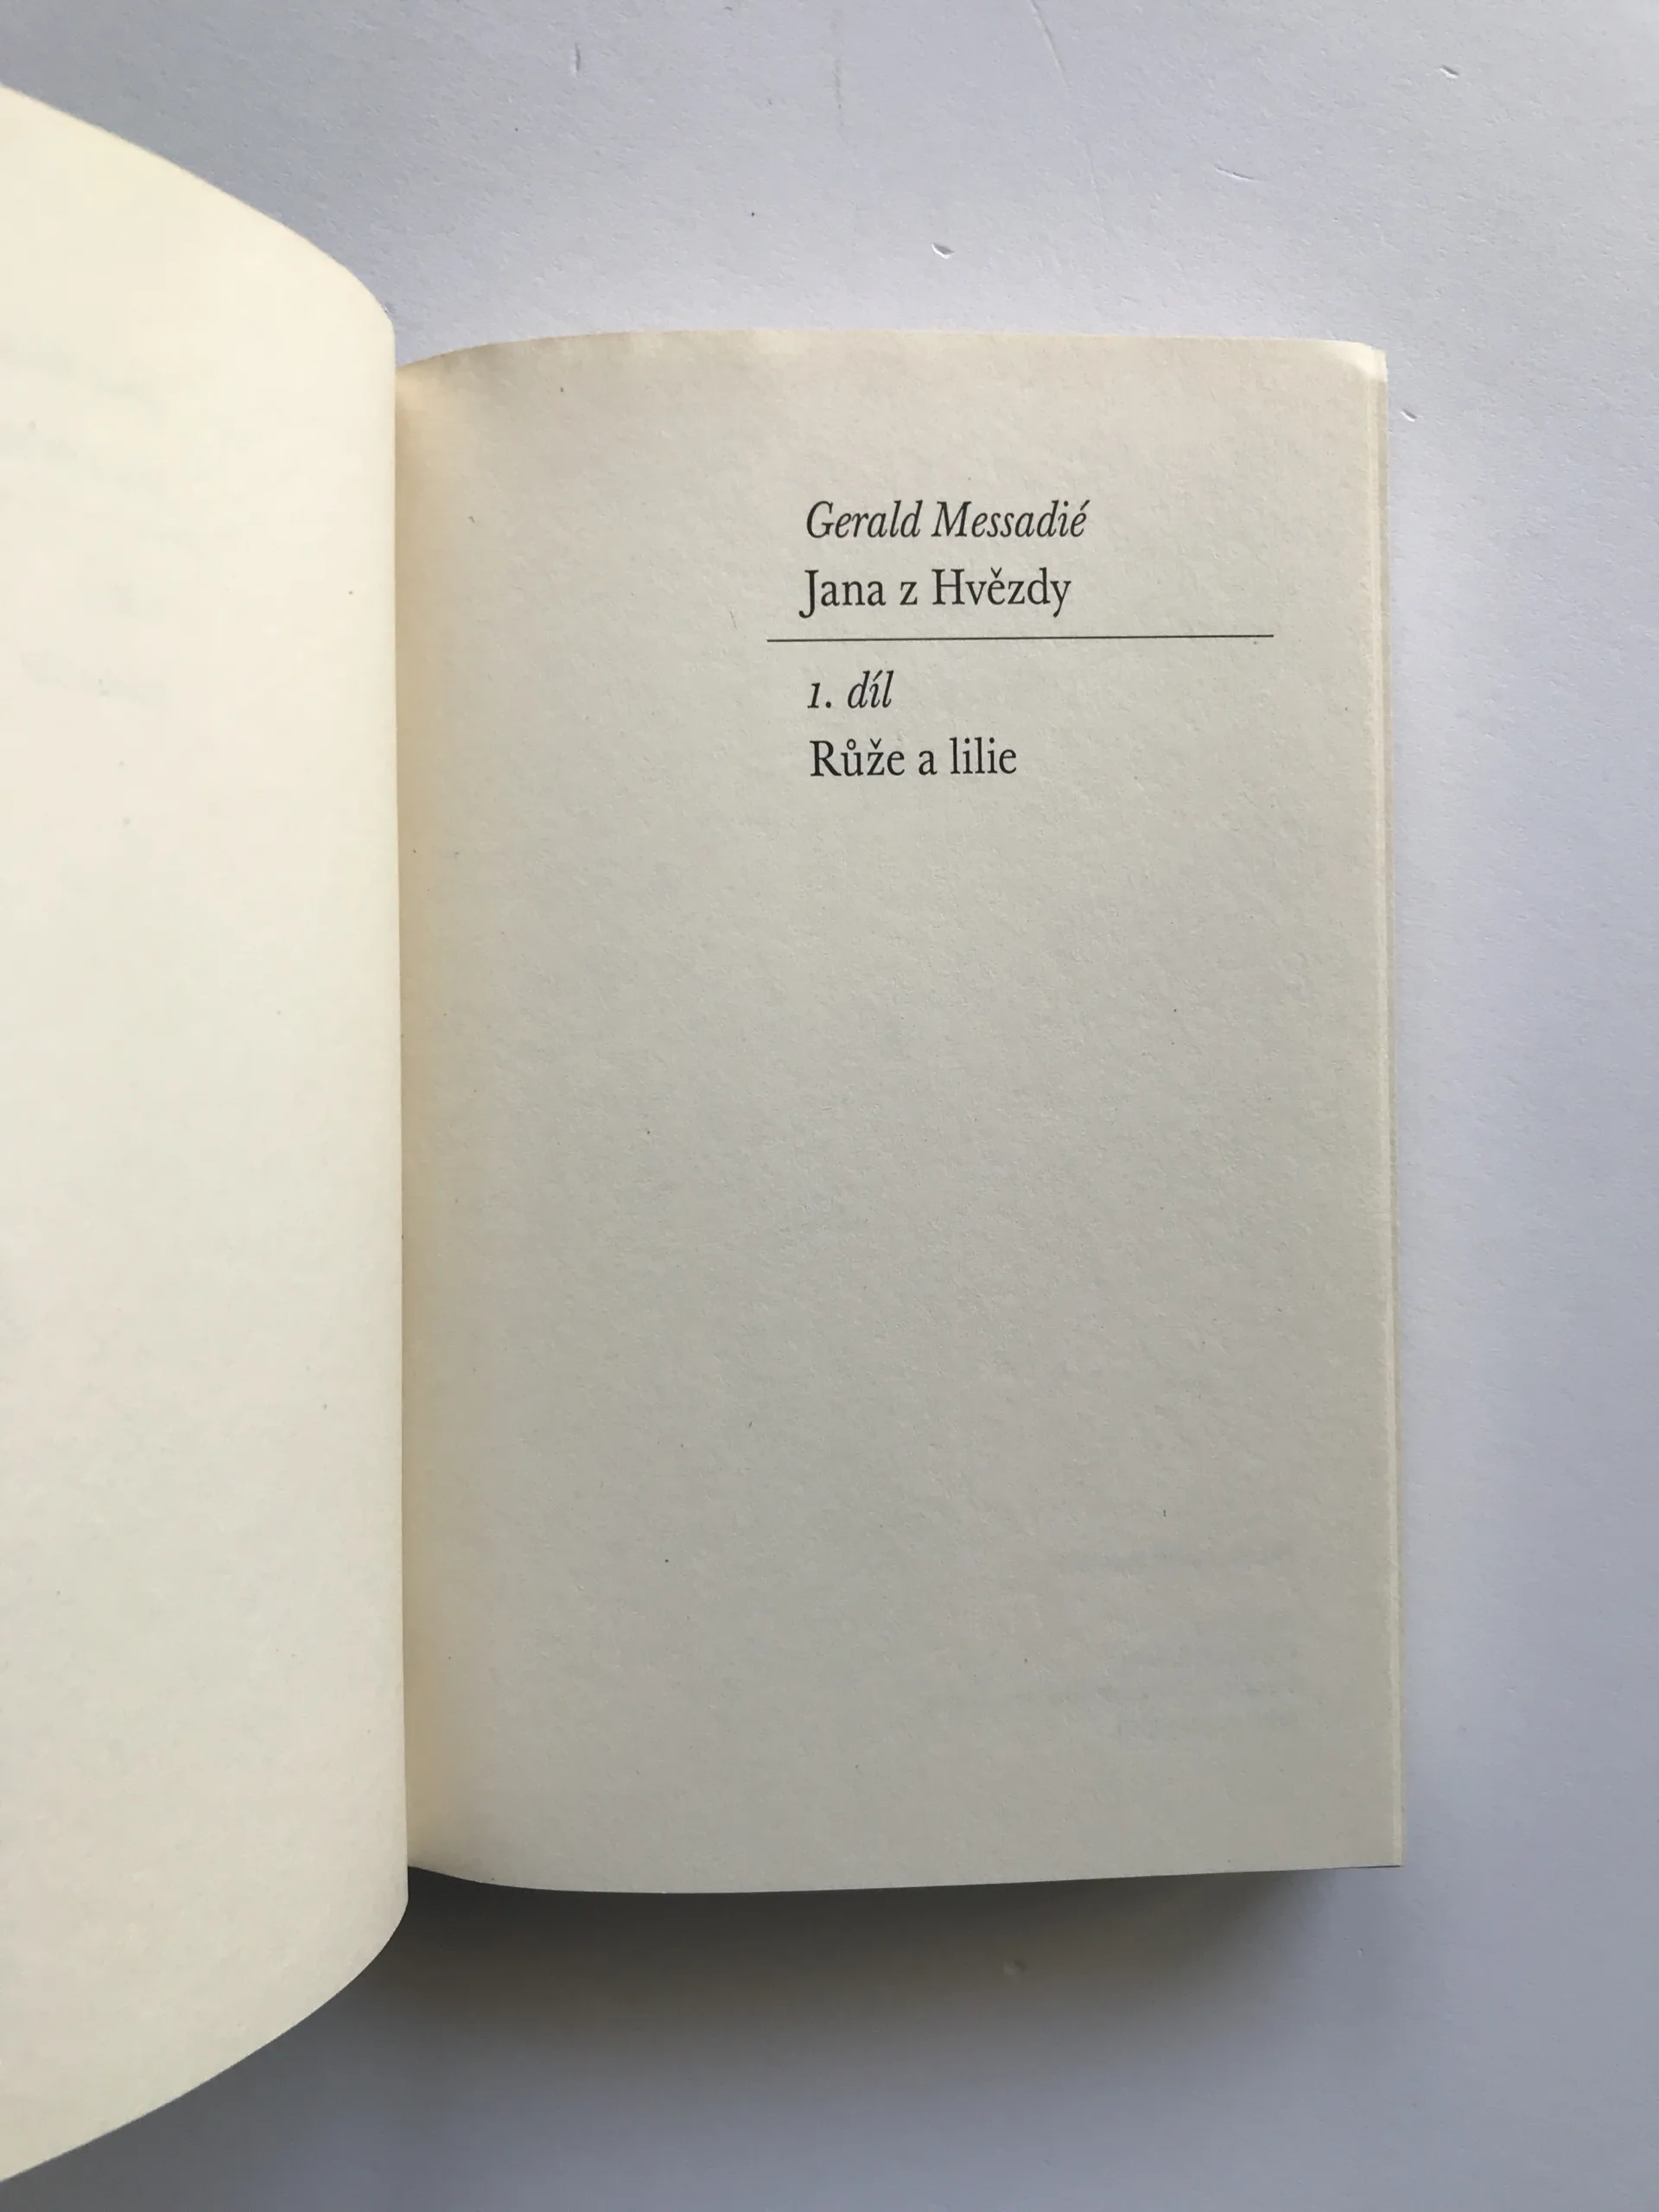 Gerald Messadié
Jana z Hvězdy
1. díl
Růže a lilie